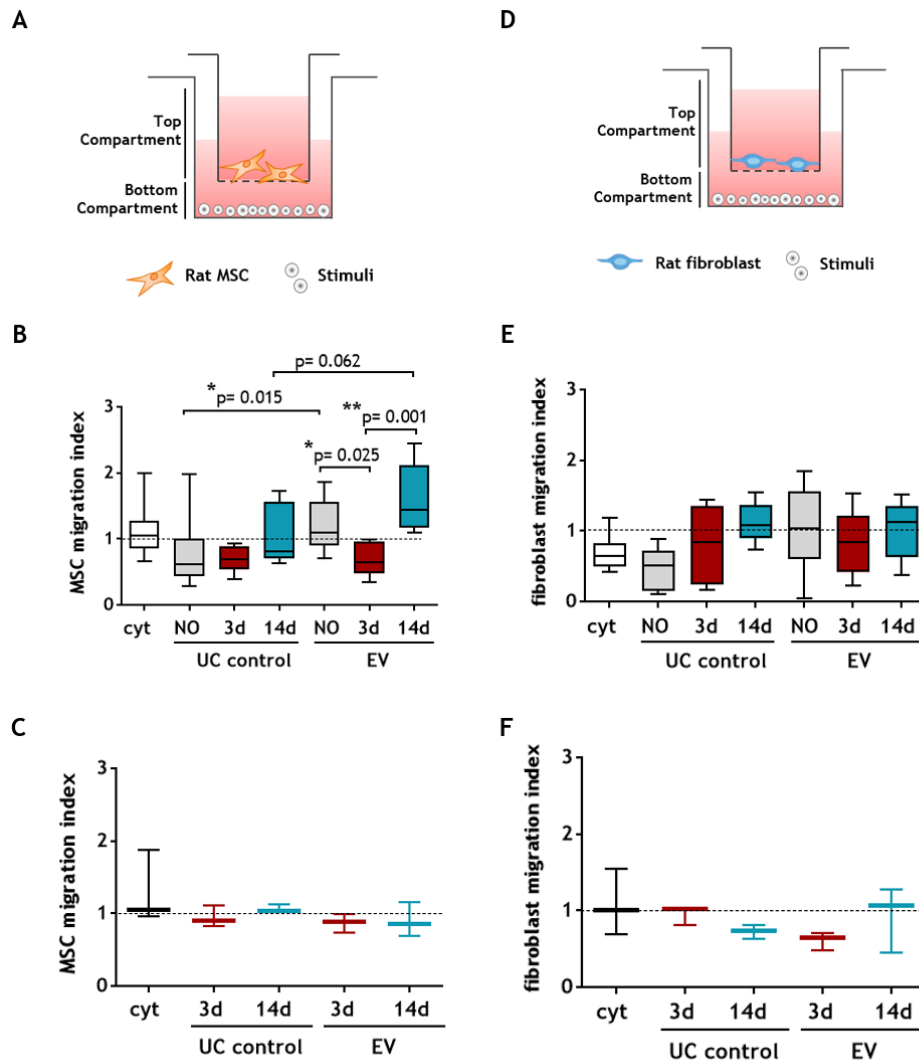 A
Top
Compartment
Bottom
Compartment
Rat MSC
Stimuli
D
Top
Compartment
Bottom
Compartment
Rat fibroblast
Stimuli
B
p= 0.062
*
p= 0.015
**
p= 0.001
*
p= 0.025
MSC migration index
3
2
1
0
cyt NO 3d 14d NO 3d 14d
UC control EV
E
fibroblast migration index
3
2
1
0
cyt NO 3d 14d NO 3d 14d
UC control EV
C
MSC migration index
3
2
1
0
cyt 3d 14d 3d 14d
UC control EV
F
fibroblast migration index
3
2
1
0
cyt 3d 14d 3d 14d
UC control EV